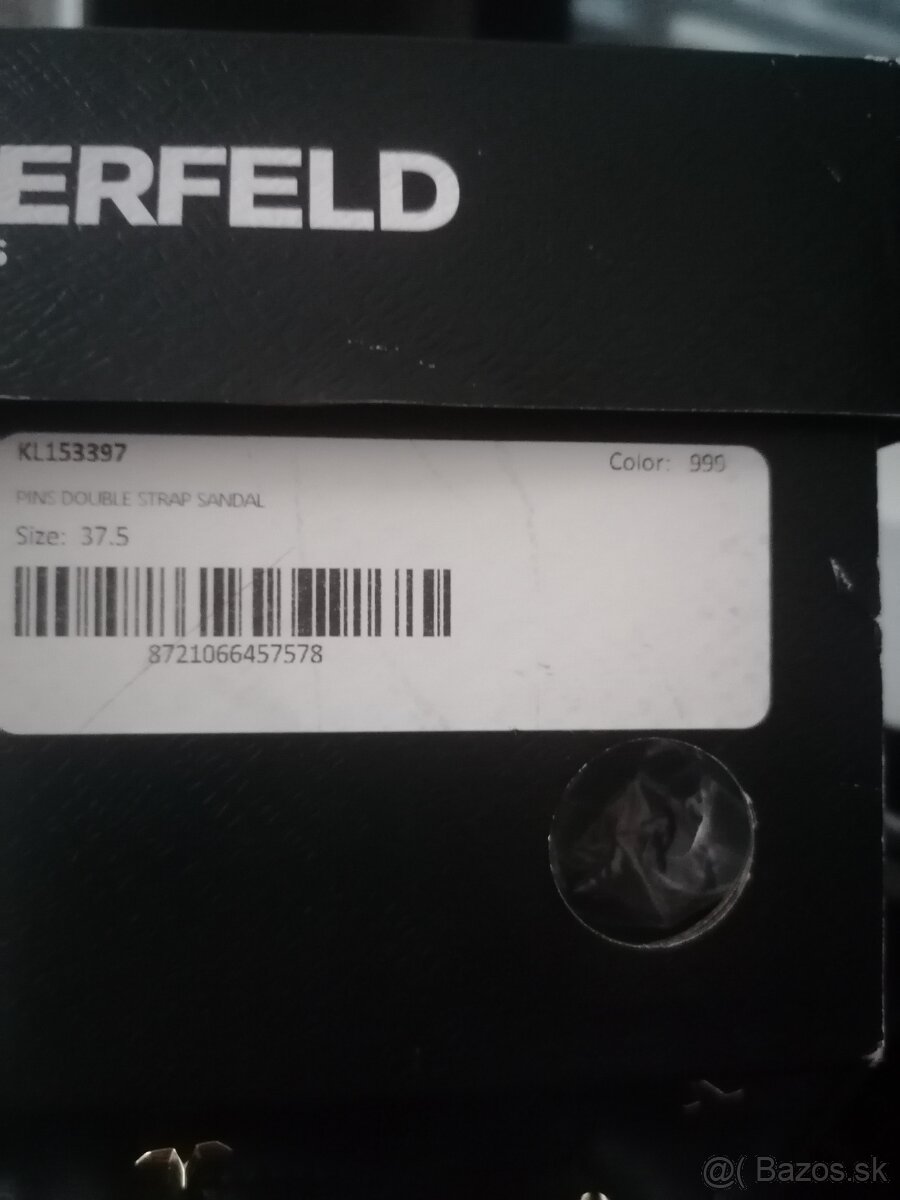 ERFELD
S
KL153397
Color: 999
PINS DOUBLE STRAP SANDAL
Size: 37.5
8721066457578
@( Bazos.sk